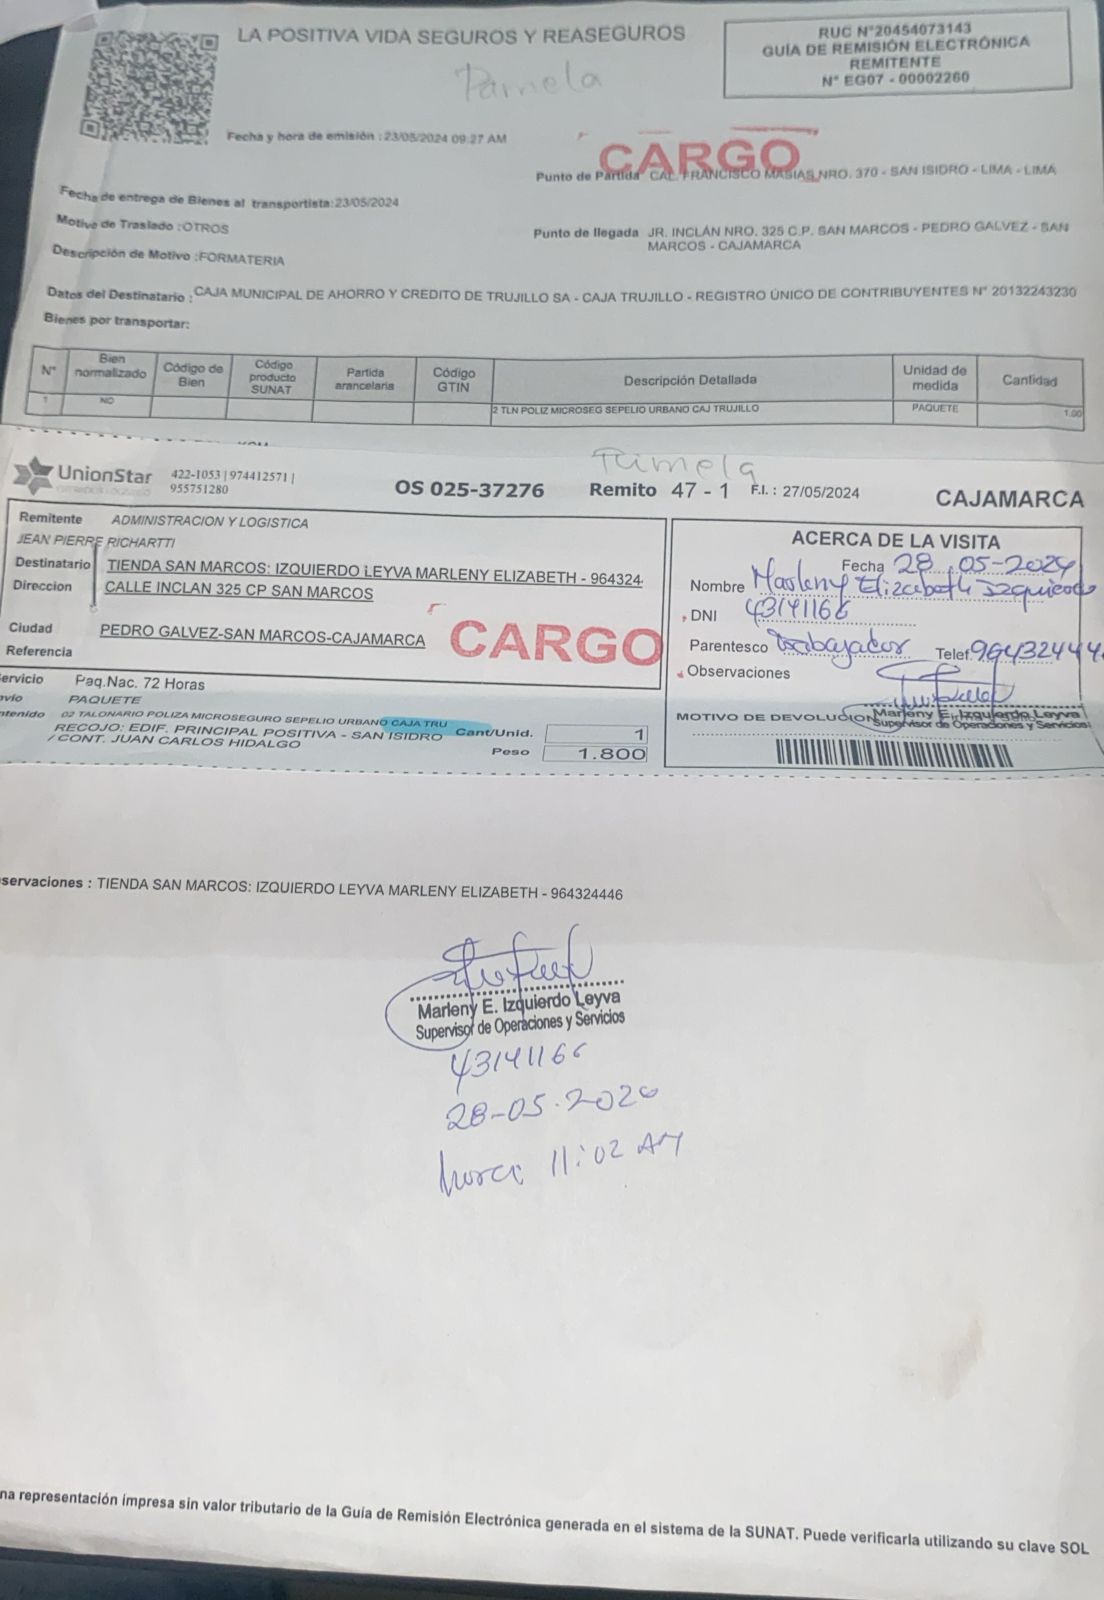 LA POSITIVA VIDA SEGUROS Y REASEGUROS
Pamela
RUC N°20454073143
GUÍA DE REMISIÓN ELECTRÓNICA
REMITENTE
N° EG07 - 00002260
Fecha y hora de emisión : 23/05/2024 09:27 AM
CARGO
Punto de Partida CAL. FRANCISCO MASIAS NRO. 370 - SAN ISIDRO - LIMA - LIMA
Fecha de entrega de Bienes al transportista: 23/05/2024
Motivo de Traslado : OTROS
Punto de llegada JR. INCLÁN NRO. 325 C.P. SAN MARCOS - PEDRO GALVEZ - SAN
MARCOS - CAJAMARCA
Descripción de Motivo : FORMATERIA
Datos del Destinatario : CAJA MUNICIPAL DE AHORRO Y CREDITO DE TRUJILLO SA - CAJA TRUJILLO - REGISTRO ÚNICO DE CONTRIBUYENTES N° 20132243230
Bienes por transportar:
N° Bien normalizado Código de Bien Código producto SUNAT Partida arancelaria Código GTIN Descripción Detallada Unidad de medida Cantidad
1 NO 2 TLN POLIZ MICROSEG SEPELIO URBANO CAJ TRUJILLO PAQUETE 1.00
UnionStar
422-1053 | 974412571 |
955751280
OS 025-37276
Pamela
Remito 47 - 1 F.I. : 27/05/2024
CAJAMARCA
Remitente ADMINISTRACION Y LOGISTICA
JEAN PIERRE RICHARTTI
Destinatario TIENDA SAN MARCOS: IZQUIERDO LEYVA MARLENY ELIZABETH - 964324
Direccion CALLE INCLAN 325 CP SAN MARCOS
Ciudad PEDRO GALVEZ-SAN MARCOS-CAJAMARCA
CARGO
Referencia
ervicio Paq.Nac. 72 Horas
nvío PAQUETE
ntenido 02 TALONARIO POLIZA MICROSEGURO SEPELIO URBANO CAJA TRU
RECOJO: EDIF. PRINCIPAL POSITIVA - SAN ISIDRO
/ CONT. JUAN CARLOS HIDALGO
Cant/Unid. 1
Peso 1.800
ACERCA DE LA VISITA
Fecha 28.05-2024
Nombre Marleny Elizabeth Izquierdo
DNI 43141166
Parentesco trabajador Telef. 96432444
Observaciones
MOTIVO DE DEVOLUCION
Marleny E. Izquierdo Leyva
Supervisor de Operaciones y Servicios
servaciones : TIENDA SAN MARCOS: IZQUIERDO LEYVA MARLENY ELIZABETH - 964324446
Marleny E. Izquierdo Leyva
Supervisor de Operaciones y Servicios
43141166
28-05-2020
hora 11:02 AM
na representación impresa sin valor tributario de la Guía de Remisión Electrónica generada en el sistema de la SUNAT. Puede verificarla utilizando su clave SOL